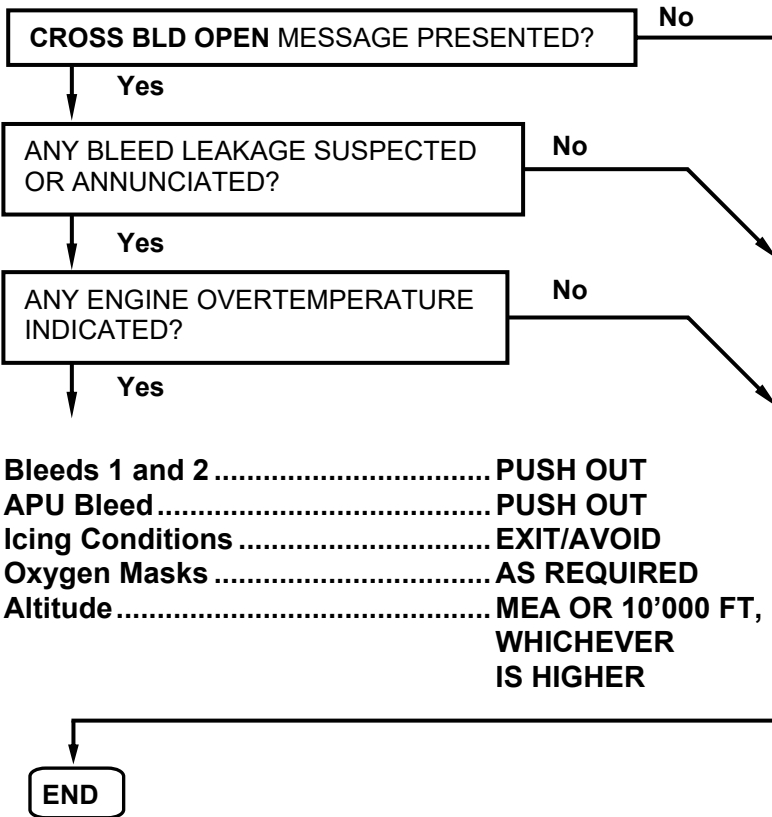 No
CROSS BLD OPEN MESSAGE PRESENTED?
Yes
ANY BLEED LEAKAGE SUSPECTED
OR ANNUNCIATED?
No
Yes
ANY ENGINE OVERTEMPERATURE
INDICATED?
No
Yes
Bleeds 1 and 2 .................................. PUSH OUT
APU Bleed......................................... PUSH OUT
Icing Conditions ............................... EXIT/AVOID
Oxygen Masks .................................. AS REQUIRED
Altitude.............................................. MEA OR 10'000 FT,
WHICHEVER
IS HIGHER
END